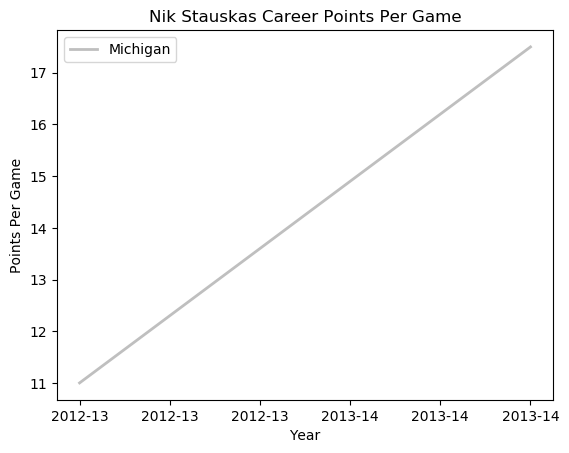 Nik Stauskas Career Points Per Game
Michigan
Points Per Game
17
16
15
14
13
12
11
2012-13 2012-13 2012-13 2013-14 2013-14 2013-14
Year